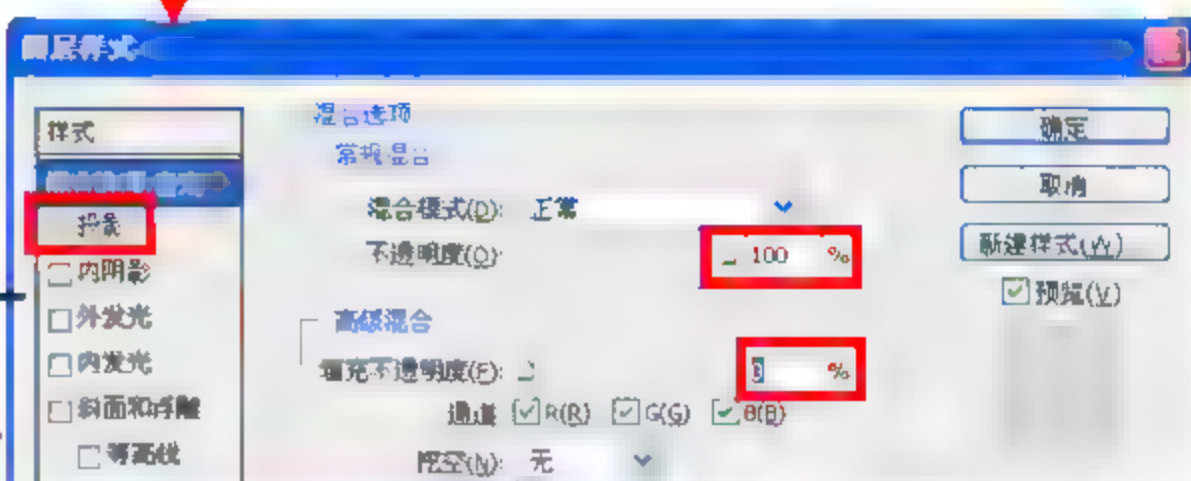 图层样式
样式
混合选项
常规混合
混合模式(D): 正常
不透明度(O): 100 %
内阴影
外发光
内发光
斜面和浮雕
等高线
高级混合
填充不透明度(F): %
通道 R(R) G(G) B(B)
挖空(N): 无
确定
取消
新建样式(W)
预览(V)